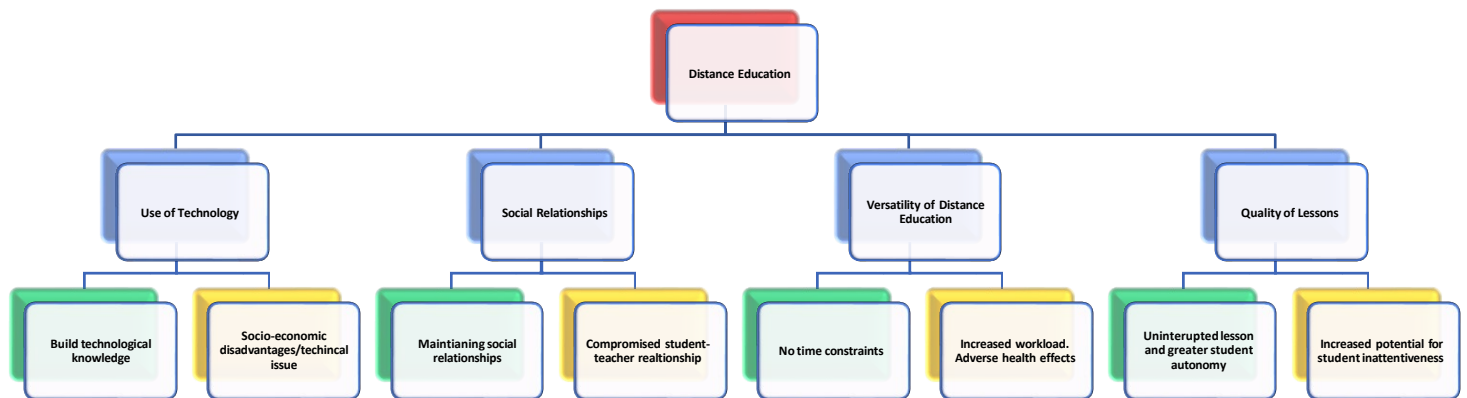 Distance Education
Use of Technology
Social Relationships
Versatility of Distance
Education
Quality of Lessons
Build technological
knowledge
Socio-economic
disadvantages/techincal
issue
Maintianing social
relationships
Compromised student-
teacher realtionship
No time constraints
Increased workload.
Adverse health effects
Uninterupted lesson
and greater student
autonomy
Increased potential for
student inattentiveness